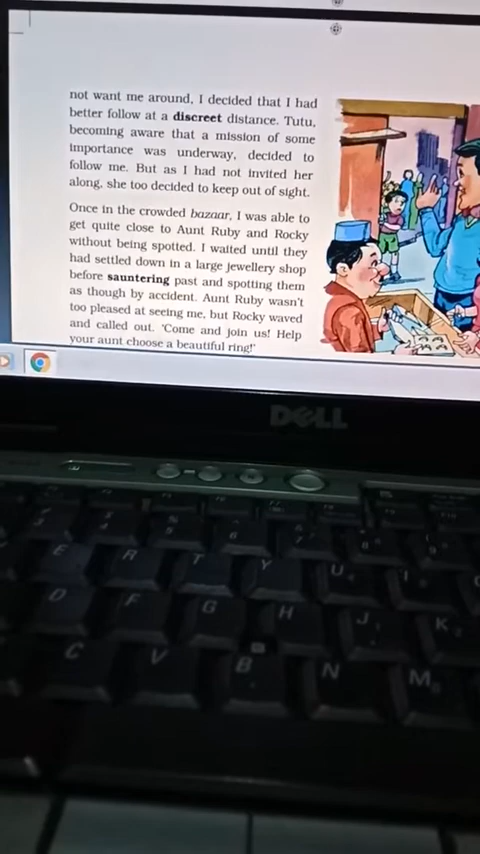 not want me around, I decided that I had
better follow at a discreet distance. Tutu,
becoming aware that a mission of some
importance was underway, decided to
follow me. But as I had not invited her
along, she too decided to keep out of sight.
Once in the crowded bazaar, I was able to
get quite close to Aunt Ruby and Rocky
without being spotted. I waited until they
had settled down in a large jewellery shop
before sauntering past and spotting them
as though by accident. Aunt Ruby wasn't
too pleased at seeing me, but Rocky waved
and called out. 'Come and join us! Help
your aunt choose a beautiful ring!'
DELL
E R T Y U I
D F G H J K
C V B N M